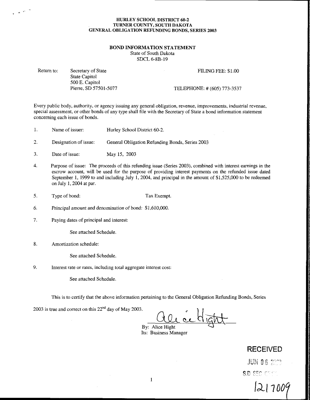 HURLEY SCHOOL DISTRICT 60-2
TURNER COUNTY, SOUTH DAKOTA
GENERAL OBLIGATION REFUNDING BONDS, SERIES 2003
BOND INFORMATION STATEMENT
State of South Dakota
SDCL 6-8B-19
Return to: Secretary of State FILING FEE: $1.00
State Capitol
500 E. Capitol
Pierre, SD 57501-5077 TELEPHONE: # (605) 773-3537
Every public body, authority, or agency issuing any general obligation, revenue, improvements, industrial revenue,
special assessment, or other bonds of any type shall file with the Secretary of State a bond information statement
concerning each issue of bonds.
1. Name of issuer: Hurley School District 60-2.
2. Designation of issue: General Obligation Refunding Bonds, Series 2003
3. Date of issue: May 15, 2003
4. Purpose of issue: The proceeds of this refunding issue (Series 2003), combined with interest earnings in the
escrow account, will be used for the purpose of providing interest payments on the refunded issue dated
September 1, 1999 to and including July 1, 2004, and principal in the amount of $1,525,000 to be redeemed
on July 1, 2004 at par.
5. Type of bond: Tax Exempt.
6. Principal amount and denomination of bond: $1,610,000.
7. Paying dates of principal and interest:
See attached Schedule.
8. Amortization schedule:
See attached Schedule.
9. Interest rate or rates, including total aggregate interest cost:
See attached Schedule.
This is to certify that the above information pertaining to the General Obligation Refunding Bonds, Series
2003 is true and correct on this 22nd day of May 2003.
Alice Hight
By: Alice Hight
Its: Business Manager
RECEIVED
JUN 06
1
1217009